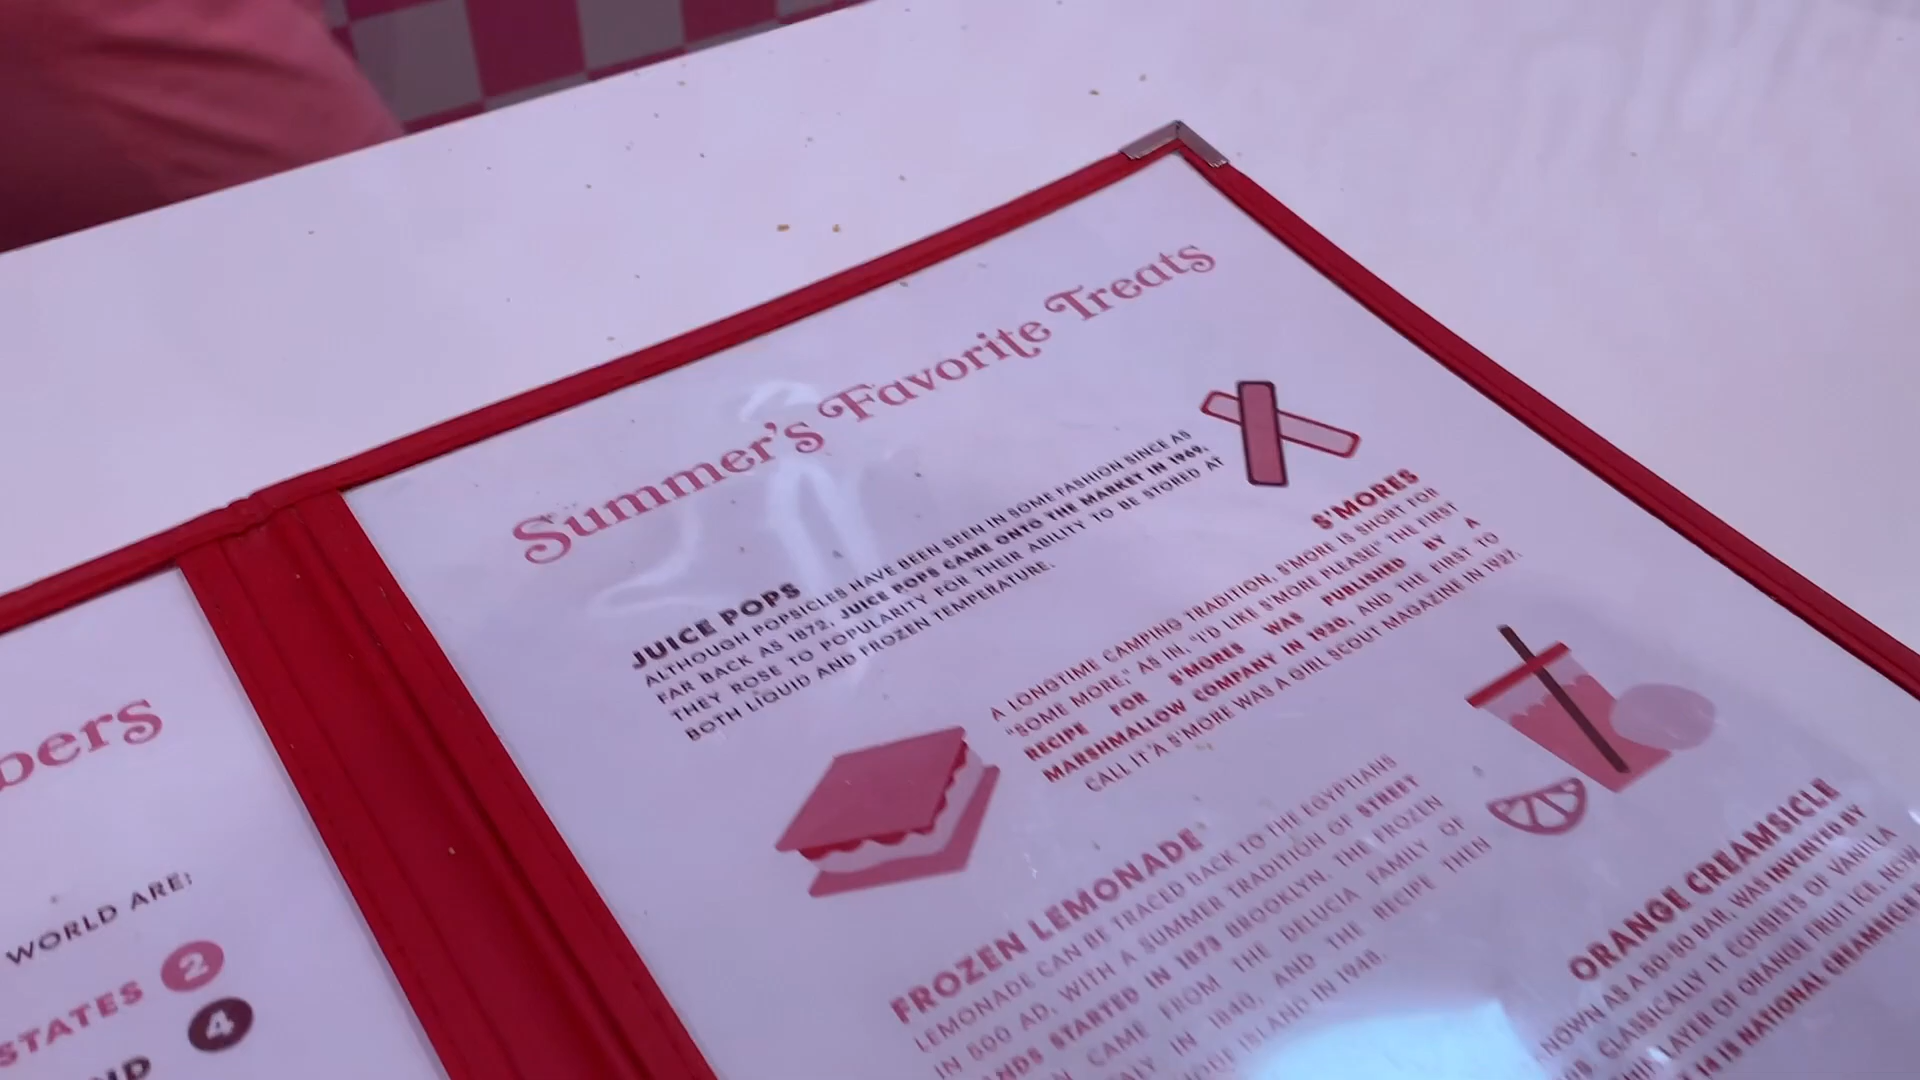 Summer's Favorite Treats
JUICE POPS
ALTHOUGH POPSICLES HAVE BEEN SEEN IN SOME FASHION SINCE AS
FAR BACK AS 1872, JUICE POPS CAME ONTO THE MARKET IN 1969.
THEY ROSE TO POPULARITY FOR THEIR ABILITY TO BE STORED AT
BOTH LIQUID AND FROZEN TEMPERATURE.
S'MORES
A LONGTIME CAMPING TRADITION, S'MORE IS SHORT FOR
"SOME MORE," AS IN, "I'D LIKE S'MORE PLEASE!" THE FIRST
RECIPE FOR S'MORES WAS PUBLISHED BY A
MARSHMALLOW COMPANY IN 1920, AND THE FIRST TO
CALL IT A S'MORE WAS A GIRL SCOUT MAGAZINE IN 1927.
FROZEN LEMONADE
LEMONADE CAN BE TRACED BACK TO THE EGYPTIANS
IN 500 AD, WITH A SUMMER TRADITION OF STREET
STARTED IN 1873 BROOKLYN. THE FROZEN
CAME FROM THE DELUCIA FAMILY OF
IN 1840, AND THE RECIPE THEN
ISLAND IN 1948.
ORANGE CREAMSICLE
KNOWN AS A 50-50 BAR, WAS INVENTED BY
CLASSICALLY IT CONSISTS OF VANILLA
LAYER OF ORANGE FRUIT ICE. NOW,
14 IS NATIONAL CREAMSICLE
bers
WORLD ARE:
STATES 2
4